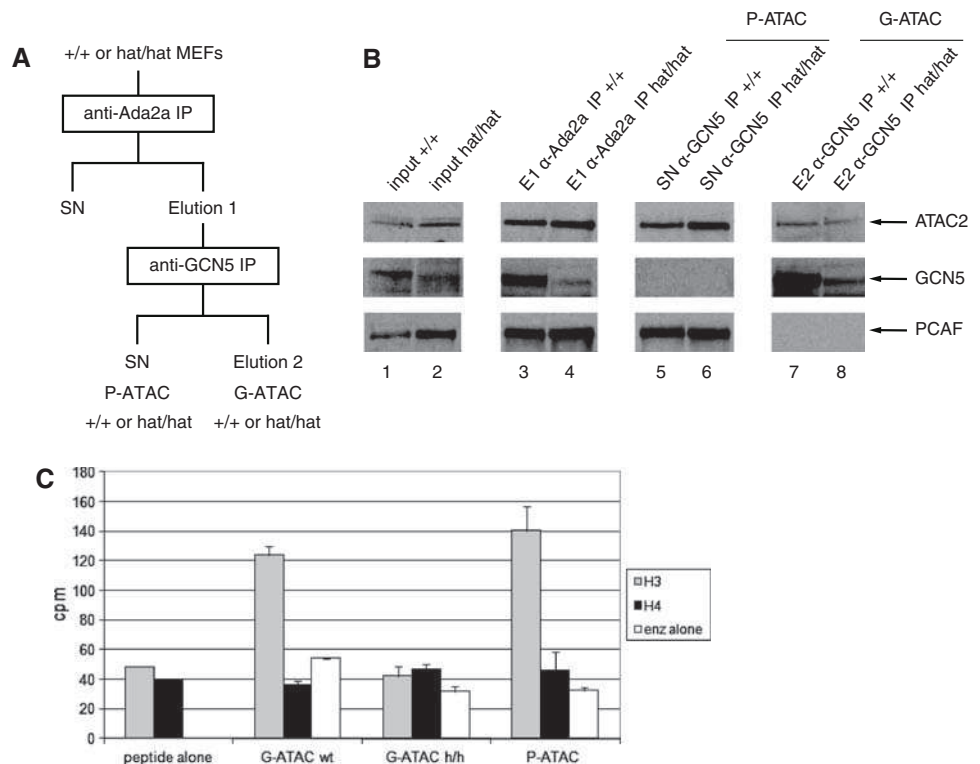 A
+/+ or hat/hat MEFs
anti-Ada2a IP
SN
Elution 1
anti-GCN5 IP
SN
Elution 2
P-ATAC
G-ATAC
+/+ or hat/hat
+/+ or hat/hat
B
P-ATAC
G-ATAC
input +/+
input hat/hat
E1 α-Ada2a IP +/+
E1 α-Ada2a IP hat/hat
SN α-GCN5 IP +/+
SN α-GCN5 IP hat/hat
E2 α-GCN5 IP +/+
E2 α-GCN5 IP hat/hat
ATAC2
GCN5
PCAF
1 2 3 4 5 6 7 8
C
cpm
180
160
140
120
100
80
60
40
20
0
peptide alone
G-ATAC wt
G-ATAC h/h
P-ATAC
H3
H4
enz alone